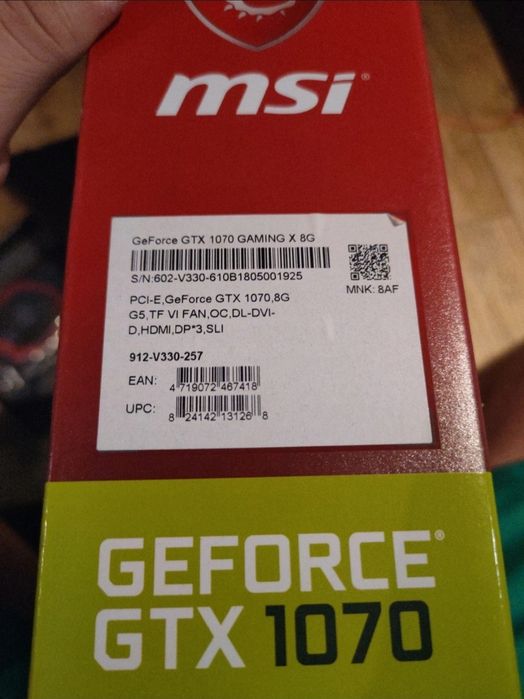 msi®
GeForce GTX 1070 GAMING X 8G
S/N:602-V330-610B1805001925
MNK: 8AF
PCI-E,GeForce GTX 1070,8G
G5,TF VI FAN,OC,DL-DVI-
D,HDMI,DP*3,SLI
912-V330-257
EAN:
4 719072 467418
UPC:
8 24142 13126 8
GEFORCE®
GTX 1070